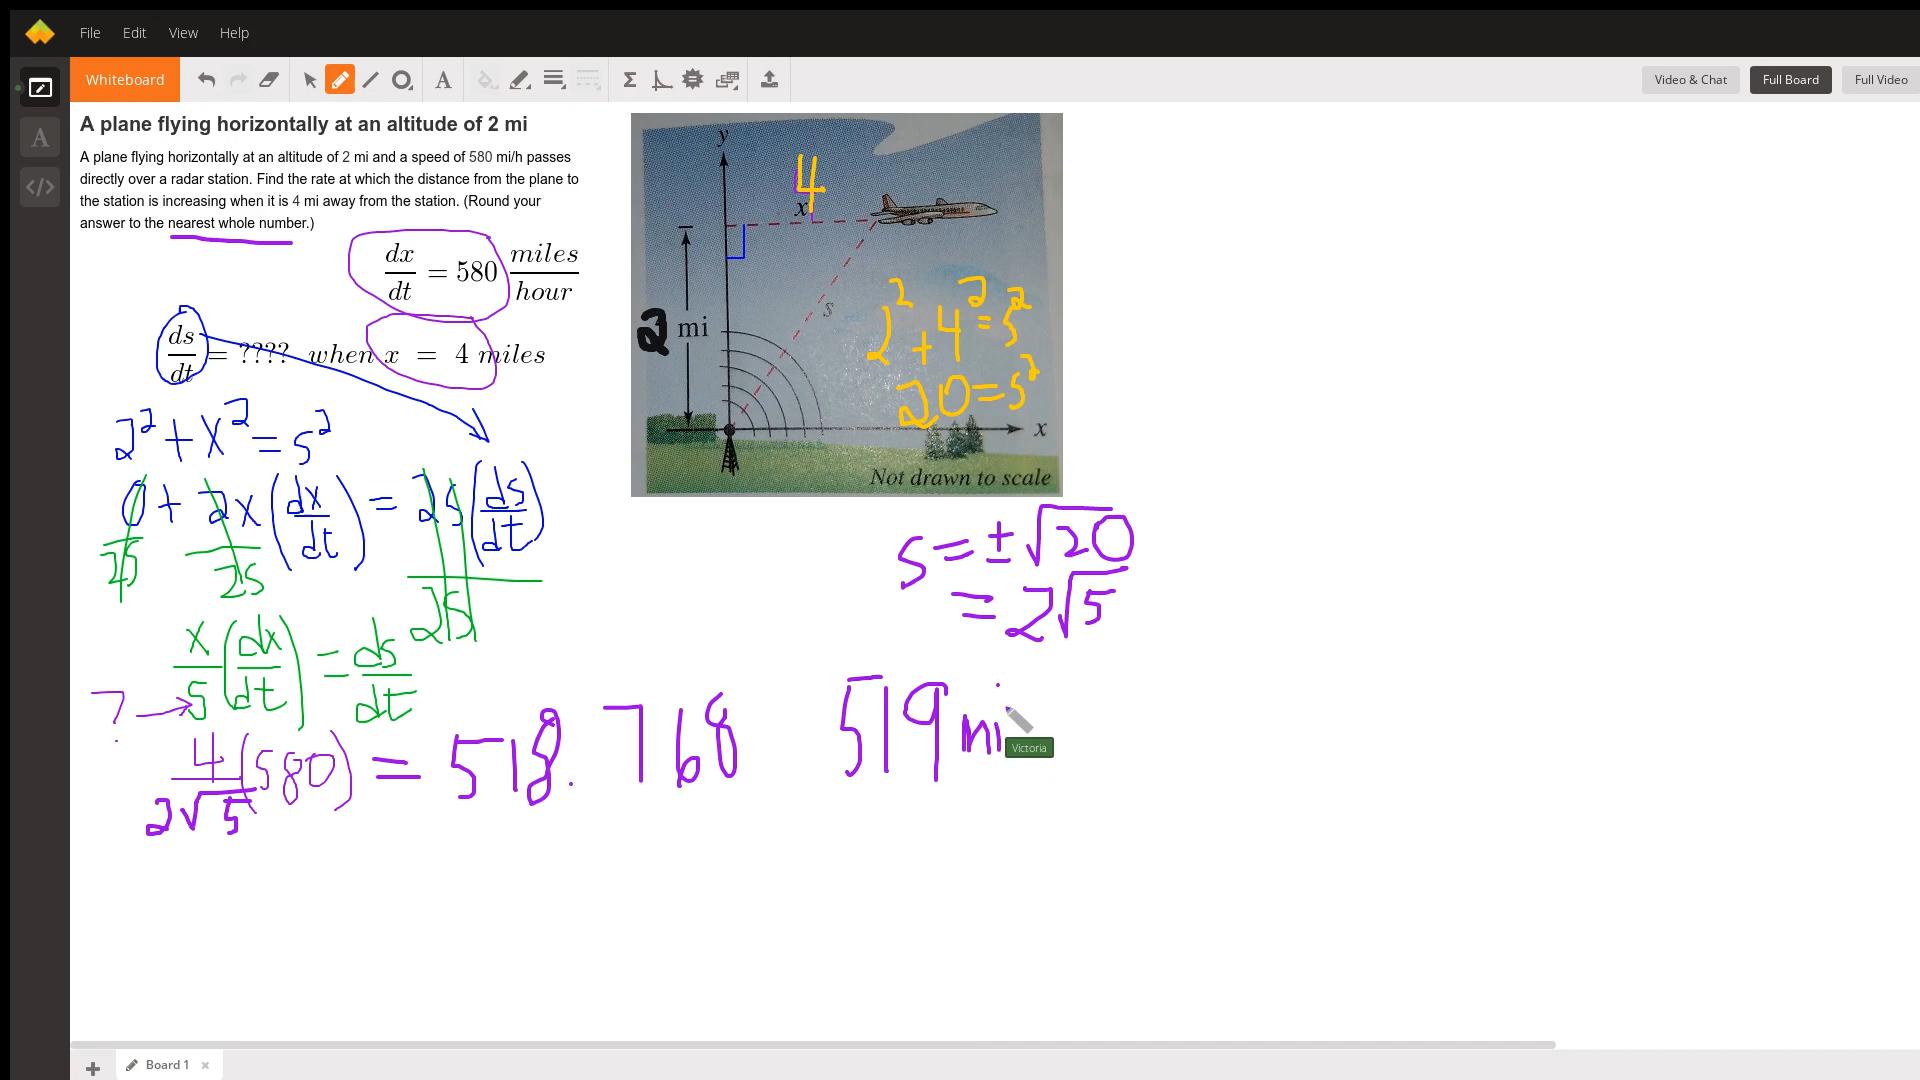 File Edit View Help
Whiteboard
Video & Chat Full Board Full Video
A plane flying horizontally at an altitude of 2 mi
A plane flying horizontally at an altitude of 2 mi and a speed of 580 mi/h passes
directly over a radar station. Find the rate at which the distance from the plane to
the station is increasing when it is 4 mi away from the station. (Round your
answer to the nearest whole number.)
dx/dt = 580 miles/hour
ds/dt = ???? when x = 4 miles
2² + x² = s²
0 + 2x (dx/dt) = 2s (ds/dt)
2s 2s 2s
x/s (dx/dt) = ds/dt
?
4/2√5 (580) = 518.768
519 mi
Victoria
y
4
x
2 mi
s
2² + 4² = s²
20 = s²
x
Not drawn to scale
s = ±√20
= 2√5
Board 1